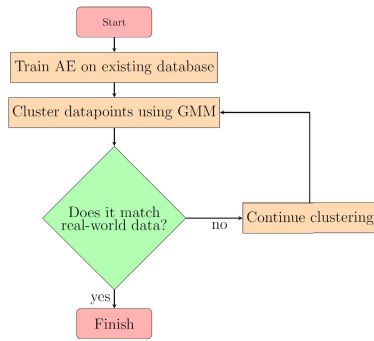 Start
Train AE on existing database
Cluster datapoints using GMM
Does it match
real-world data?
no
Continue clustering
yes
Finish